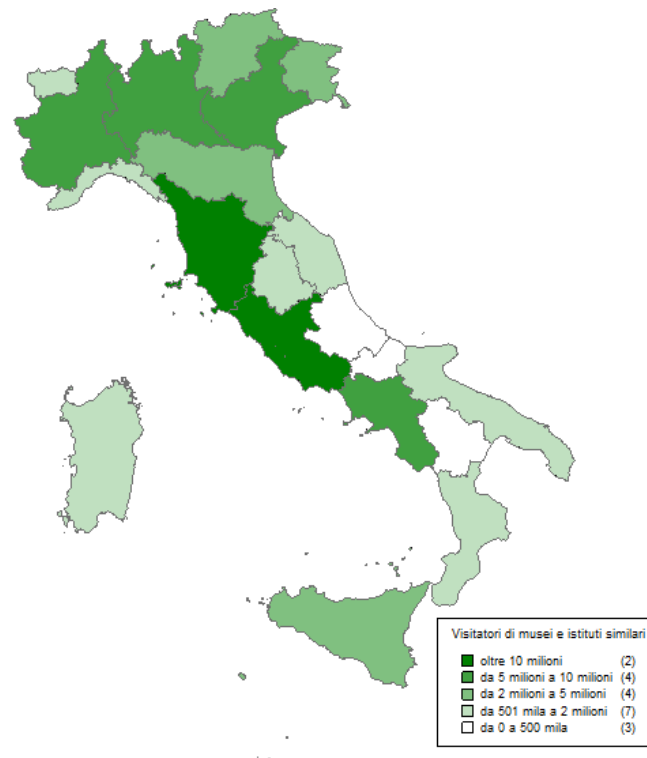 Visitatori di musei e istituti similari
oltre 10 milioni (2)
da 5 milioni a 10 milioni (4)
da 2 milioni a 5 milioni (4)
da 501 mila a 2 milioni (7)
da 0 a 500 mila (3)